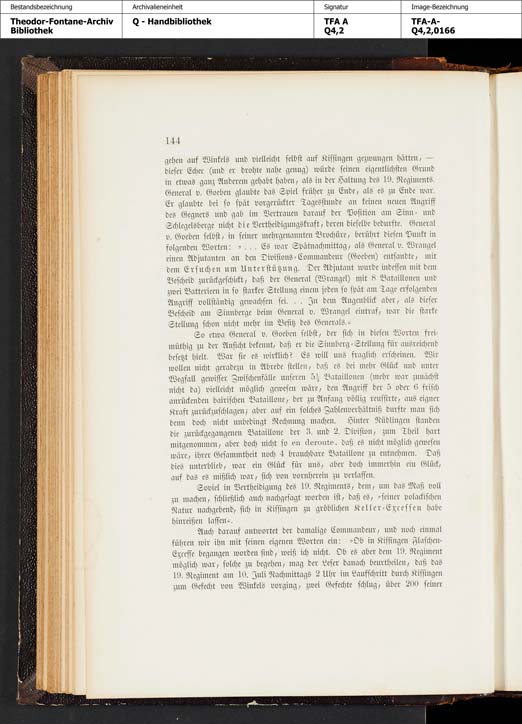 Bestandsbezeichnung
Archivalieneinheit
Signatur
Image-Bezeichnung
Theodor-Fontane-Archiv
Bibliothek
Q - Handbibliothek
TFA A
Q4,2
TFA-A-
Q4,2,0166
144
gehen auf Winkels und vielleicht selbst auf Kissingen gezwungen hätten, —
dieser Echec (und er drohte nahe genug) würde seinen eigentlichsten Grund
in etwas ganz Anderem gehabt haben, als in der Haltung des 19. Regiments.
General v. Goeben glaubte das Spiel früher zu Ende, als es zu Ende war.
Er glaubte bei so spät vorgerückter Tagesstunde an keinen neuen Angriff
des Gegners und gab im Vertrauen darauf der Position am Sinn- und
Schlegelsberge nicht die Vertheidigungskraft, deren dieselbe bedurfte. General
v. Goeben selbst, in seiner mehrgenannten Brochüre, berührt diesen Punkt in
folgenden Worten: »... Es war Spätnachmittag, als General v. Wrangel
einen Adjutanten an den Divisions-Commandeur (Goeben) entsandte, mit
dem Ersuchen um Unterstützung. Der Adjutant wurde indessen mit dem
Bescheid zurückgeschickt, daß der General (Wrangel) mit 8 Bataillonen und
zwei Batterieen in so starker Stellung einem jeden so spät am Tage erfolgenden
Angriff vollständig gewachsen sei. .. In dem Augenblick aber, als dieser
Bescheid am Sinnberge beim General v. Wrangel eintraf, war die starke
Stellung schon nicht mehr im Besitz des Generals.«
So etwa General v. Goeben selbst, der sich in diesen Worten frei-
müthig zu der Ansicht bekennt, daß er die Sinnberg-Stellung für ausreichend
besetzt hielt. War sie es wirklich? Es will uns fraglich erscheinen. Wir
wollen nicht geradezu in Abrede stellen, daß es bei mehr Glück und unter
Wegfall gewisser Zwischenfälle unseren 5½ Bataillonen (mehr war zunächst
nicht da) vielleicht möglich gewesen wäre, den Angriff der 5 oder 6 frisch
anrückenden bairischen Bataillone, der zu Anfang völlig reussirte, aus eigner
Kraft zurückzuschlagen; aber auf ein solches Zahlenverhältniß durfte man sich
denn doch nicht unbedingt Rechnung machen. Hinter Nüdlingen standen
die zurückgegangenen Bataillone der 3. und 2. Division, zum Theil hart
mitgenommen, aber doch nicht so en deroute, daß es nicht möglich gewesen
wäre, ihrer Gesammtheit noch 4 brauchbare Bataillone zu entnehmen. Daß
dies unterblieb, war ein Glück für uns, aber doch immerhin ein Glück,
auf das es mißlich war, sich von vornherein zu verlassen.
Soviel in Vertheidigung des 19. Regiments, dem, um das Maß voll
zu machen, schließlich auch nachgesagt worden ist, daß es, »seiner polackischen
Natur nachgebend, sich in Kissingen zu gröblichen Keller-Excessen habe
hinreißen lassen«.
Auch darauf antwortet der damalige Commandeur, und noch einmal
führen wir ihn mit seinen eigenen Worten ein: »Ob in Kissingen Flaschen-
Excesse begangen worden sind, weiß ich nicht. Ob es aber dem 19. Regiment
möglich war, solche zu begehen, mag der Leser danach beurtheilen, daß das
19. Regiment am 10. Juli Nachmittags 2 Uhr im Laufschritt durch Kissingen
zum Gefecht von Winkels vorging, zwei Gefechte schlug, über 200 seiner